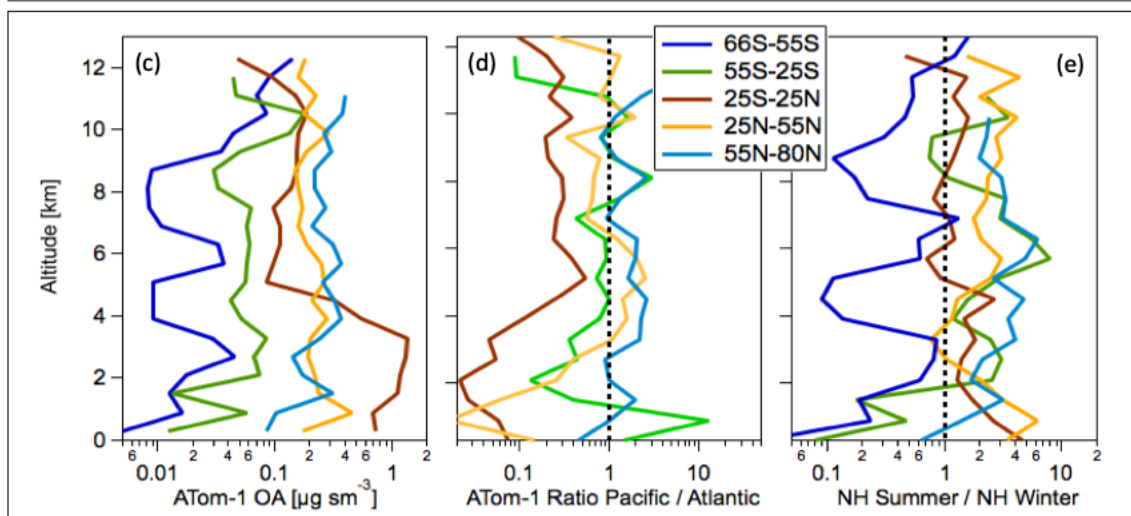 (c)
(d)
(e)
66S-55S
55S-25S
25S-25N
25N-55N
55N-80N
Altitude [km]
12
10
8
6
4
2
0
6 0.01 2 4 6 0.1 2 4 6 1 2
ATom-1 OA [µg sm⁻³]
0.1 1 10
ATom-1 Ratio Pacific / Atlantic
6 0.1 2 4 6 1 2 4 6 10 2
NH Summer / NH Winter